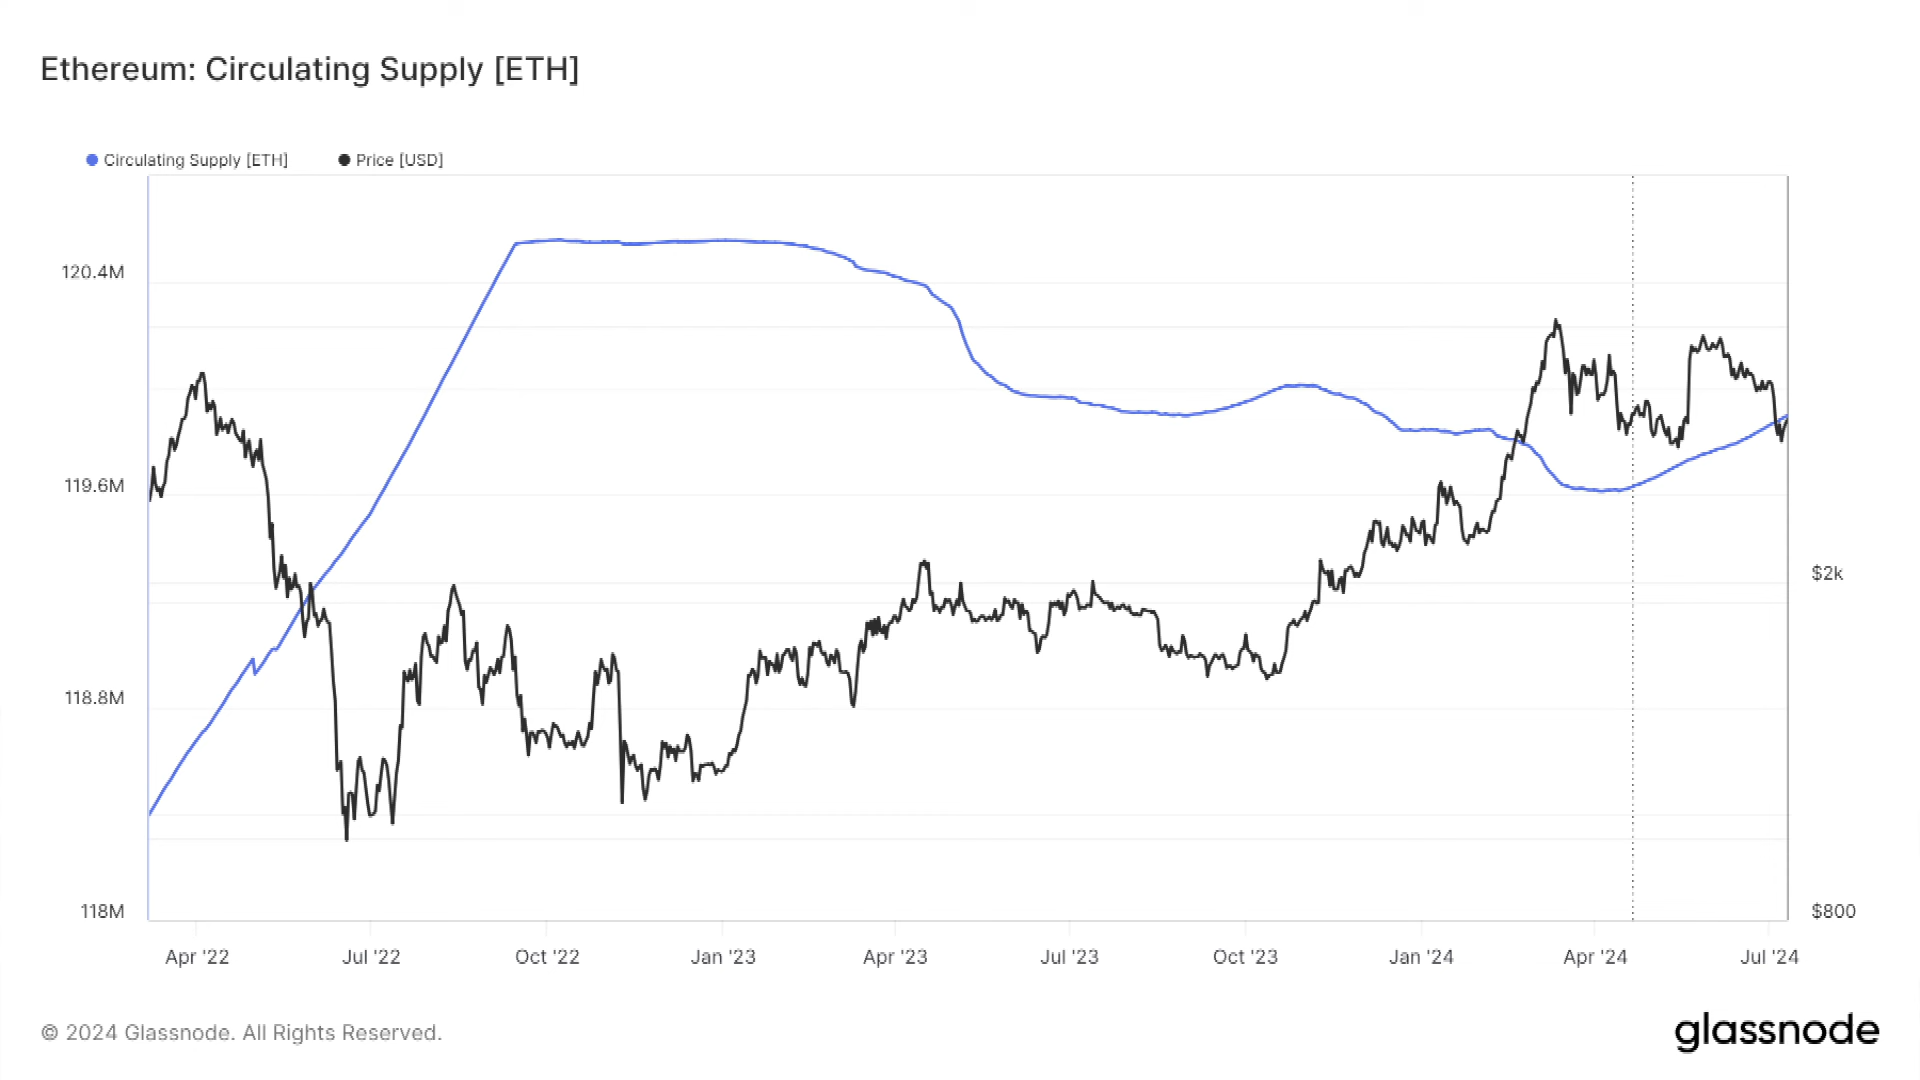 Ethereum: Circulating Supply [ETH]
Circulating Supply [ETH] Price [USD]
120.4M
119.6M
118.8M
118M
$2k
$800
Apr '22 Jul '22 Oct '22 Jan '23 Apr '23 Jul '23 Oct '23 Jan '24 Apr '24 Jul '24
© 2024 Glassnode. All Rights Reserved.
glassnode